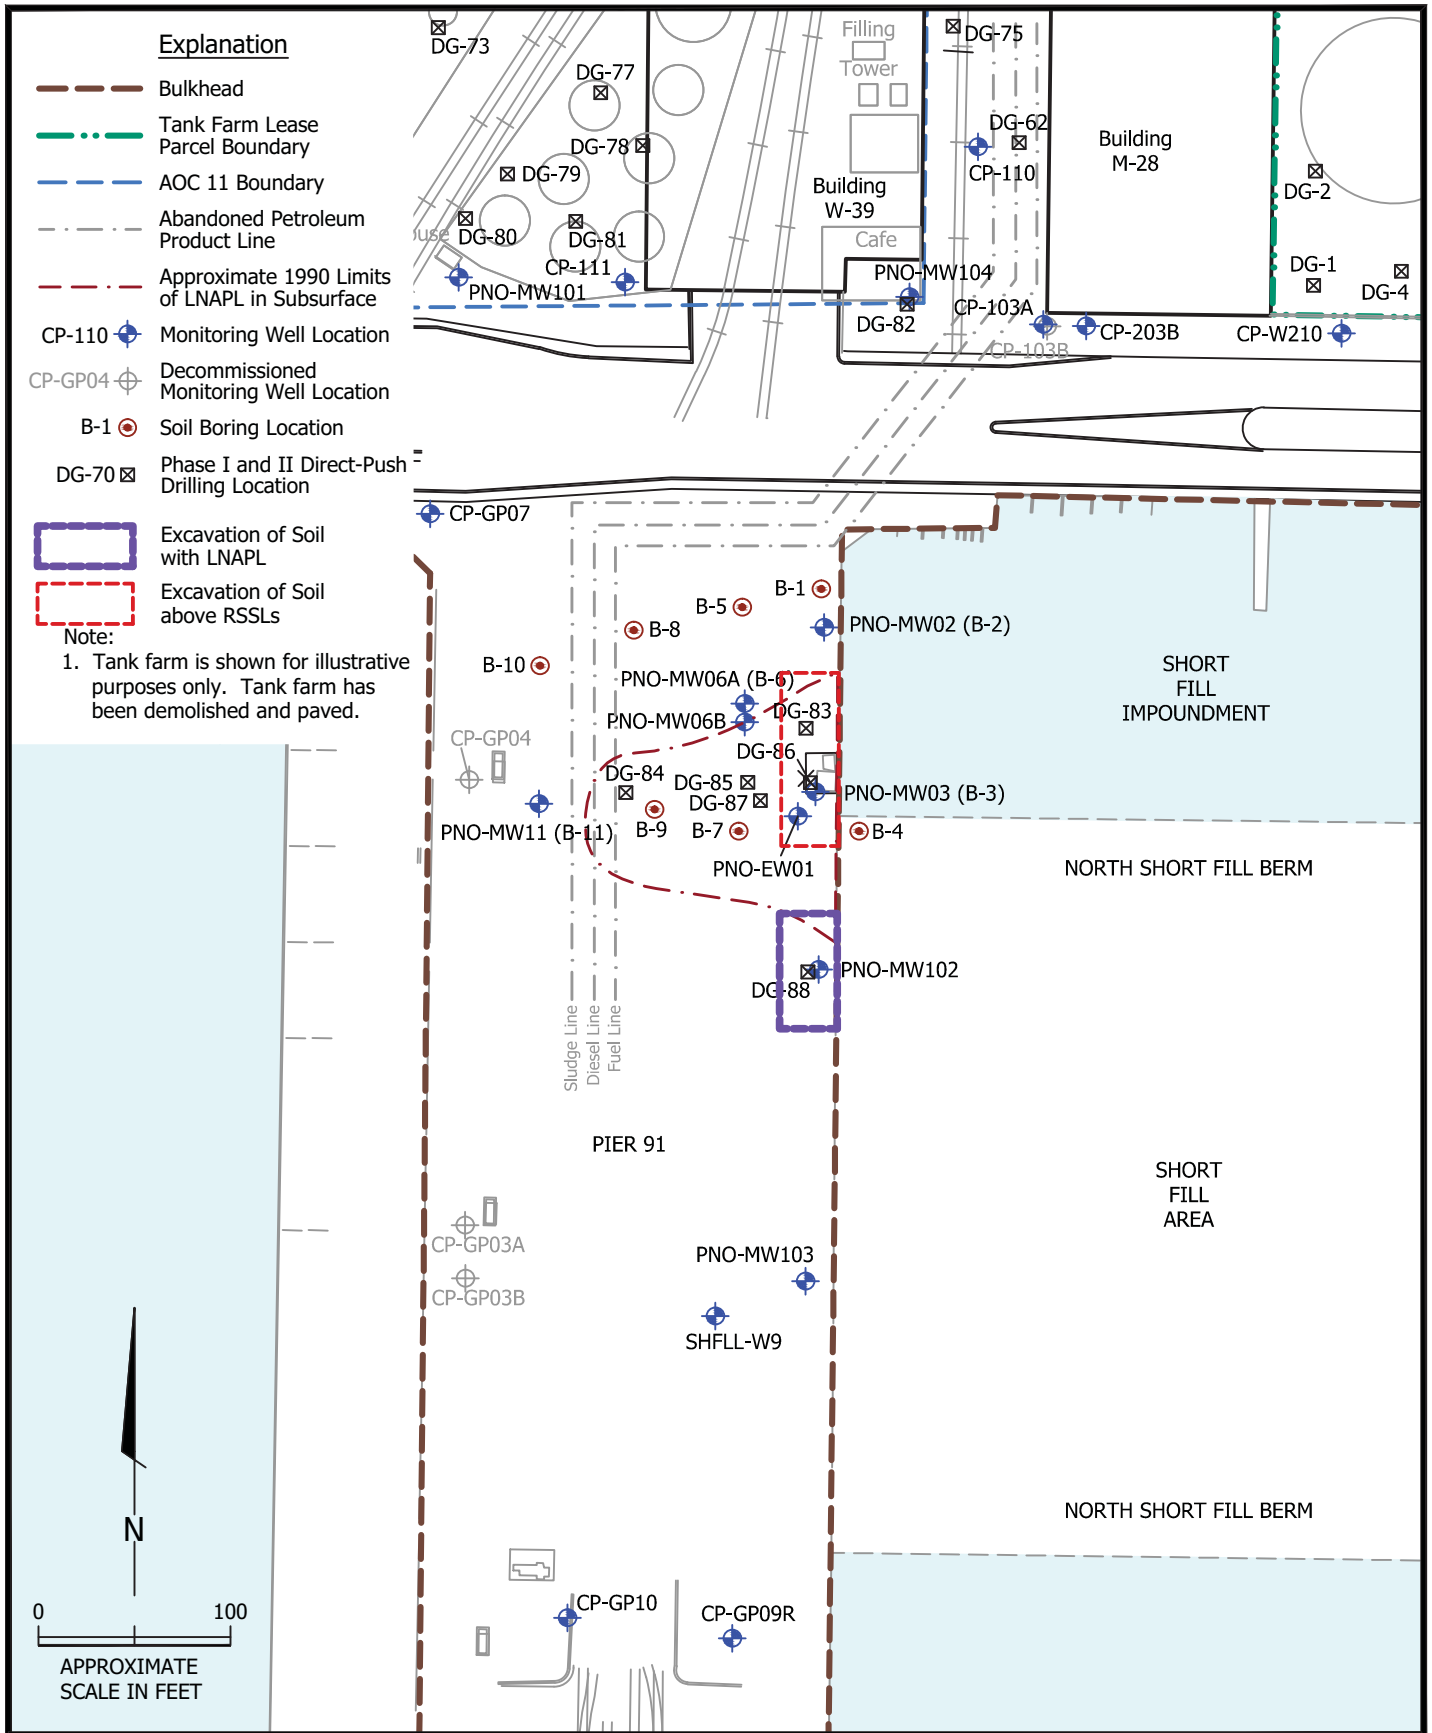 Explanation
Bulkhead
Tank Farm Lease
Parcel Boundary
AOC 11 Boundary
Abandoned Petroleum
Product Line
Approximate 1990 Limits
of LNAPL in Subsurface
CP-110
Monitoring Well Location
CP-GP04
Decommissioned
Monitoring Well Location
B-1
Soil Boring Location
DG-70
Phase I and II Direct-Push
Drilling Location
Excavation of Soil
with LNAPL
Excavation of Soil
above RSSLs
Note:
1. Tank farm is shown for illustrative
purposes only. Tank farm has
been demolished and paved.
DG-73
DG-77
DG-78
DG-79
DG-80
DG-81
CP-111
PNO-MW101
Filling
Tower
DG-75
DG-62
CP-110
Building
W-39
Cafe
PNO-MW104
DG-82
CP-103A
CP-103B
CP-203B
Building
M-28
DG-2
DG-1
DG-4
CP-W210
CP-GP07
B-1
B-5
B-8
PNO-MW02 (B-2)
B-10
PNO-MW06A (B-6)
PNO-MW06B
DG-83
SHORT
FILL
IMPOUNDMENT
CP-GP04
DG-86
DG-84
DG-85
DG-87
PNO-MW03 (B-3)
PNO-MW11 (B-11)
B-9
B-7
B-4
PNO-EW01
NORTH SHORT FILL BERM
PNO-MW102
DG-88
Sludge Line
Diesel Line
Fuel Line
PIER 91
SHORT
FILL
AREA
CP-GP03A
CP-GP03B
PNO-MW103
SHFLL-W9
NORTH SHORT FILL BERM
N
CP-GP10
CP-GP09R
0 100
APPROXIMATE
SCALE IN FEET